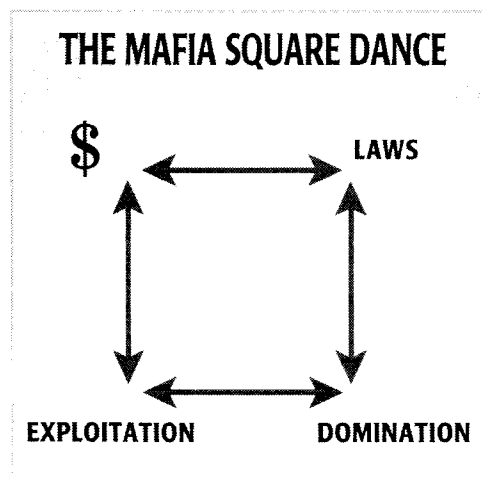 THE MAFIA SQUARE DANCE
$
LAWS
EXPLOITATION
DOMINATION